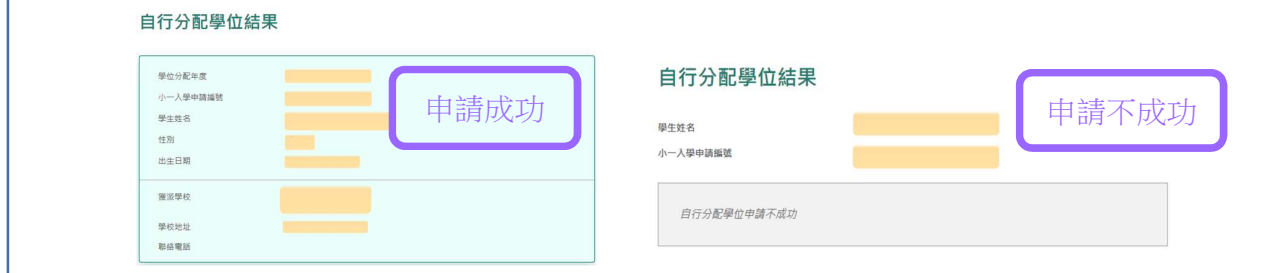 自行分配學位結果
學位分配年度
小一入學申請編號
學生姓名
性別
出生日期
申請成功
獲派學校
學校地址
聯絡電話
自行分配學位結果
申請不成功
學生姓名
小一入學申請編號
自行分配學位申請不成功